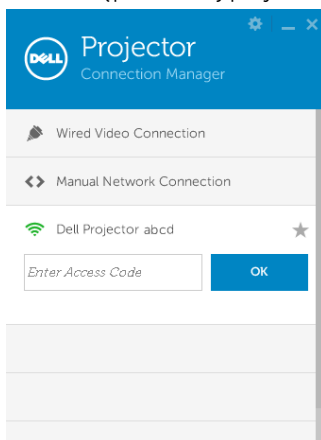 DELL
Projector
Connection Manager
Wired Video Connection
Manual Network Connection
Dell Projector abcd
Enter Access Code
OK